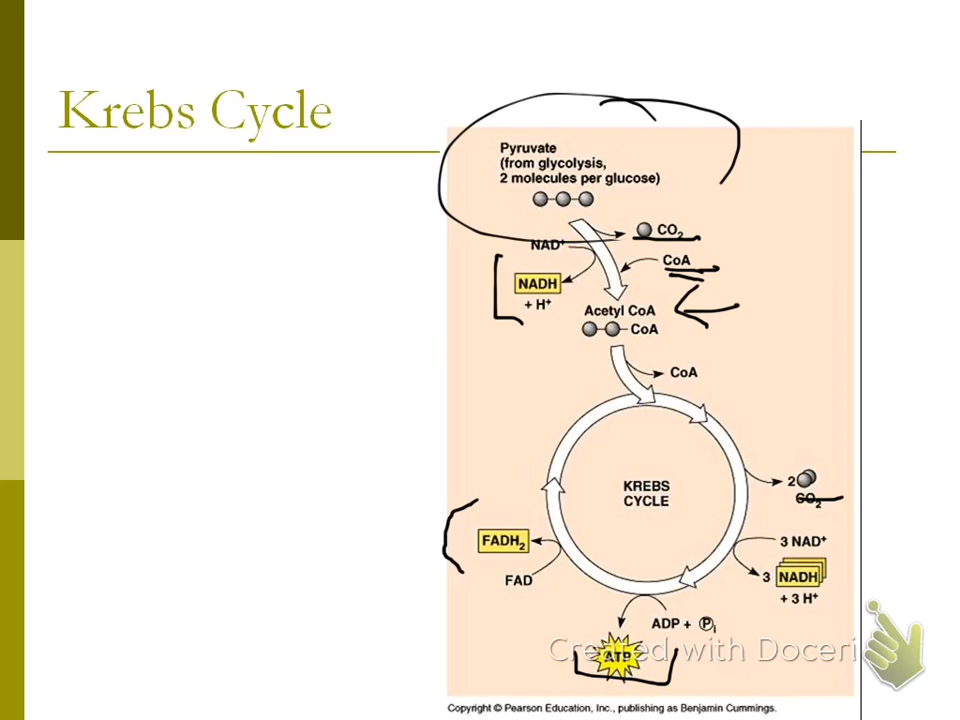 Krebs Cycle
Pyruvate
(from glycolysis,
2 molecules per glucose)
CO2
NAD+
CoA
NADH
+ H+
Acetyl CoA
CoA
CoA
KREBS
CYCLE
2
CO2
FADH2
3 NAD+
FAD
3 NADH
+ 3 H+
ADP + Pi
Created with Doceri
ATP
Copyright © Pearson Education, Inc., publishing as Benjamin Cummings.